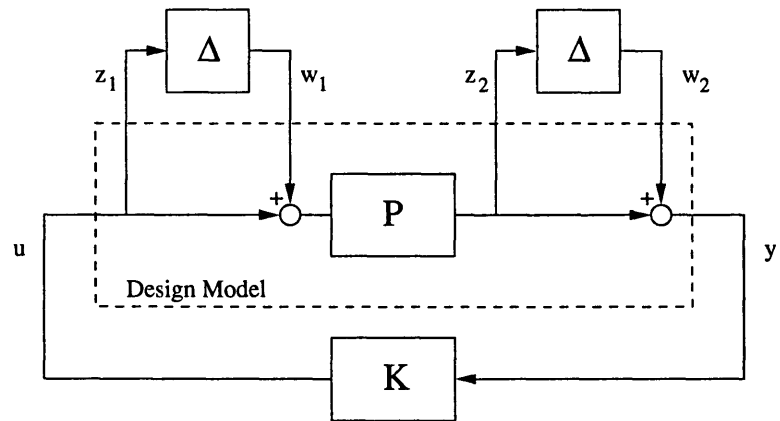 Δ Δ
z1 w1 z2 w2
+ +
P
u y
Design Model
K